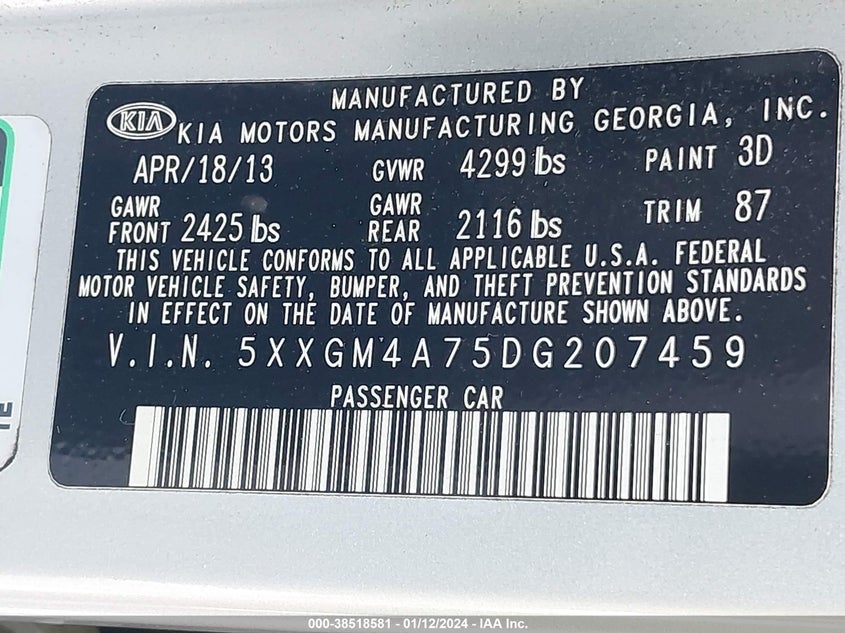 MANUFACTURED BY
KIA KIA MOTORS MANUFACTURING GEORGIA, INC.
APR/18/13 GVWR 4299 lbs PAINT 3D
GAWR FRONT 2425 lbs GAWR REAR 2116 lbs TRIM 87
THIS VEHICLE CONFORMS TO ALL APPLICABLE U.S.A. FEDERAL
MOTOR VEHICLE SAFETY, BUMPER, AND THEFT PREVENTION STANDARDS
IN EFFECT ON THE DATE OF MANUFACTURE SHOWN ABOVE.
V.I.N. 5XXGM4A75DG207459
PASSENGER CAR
000-38518581 - 01/12/2024 - IAA Inc.